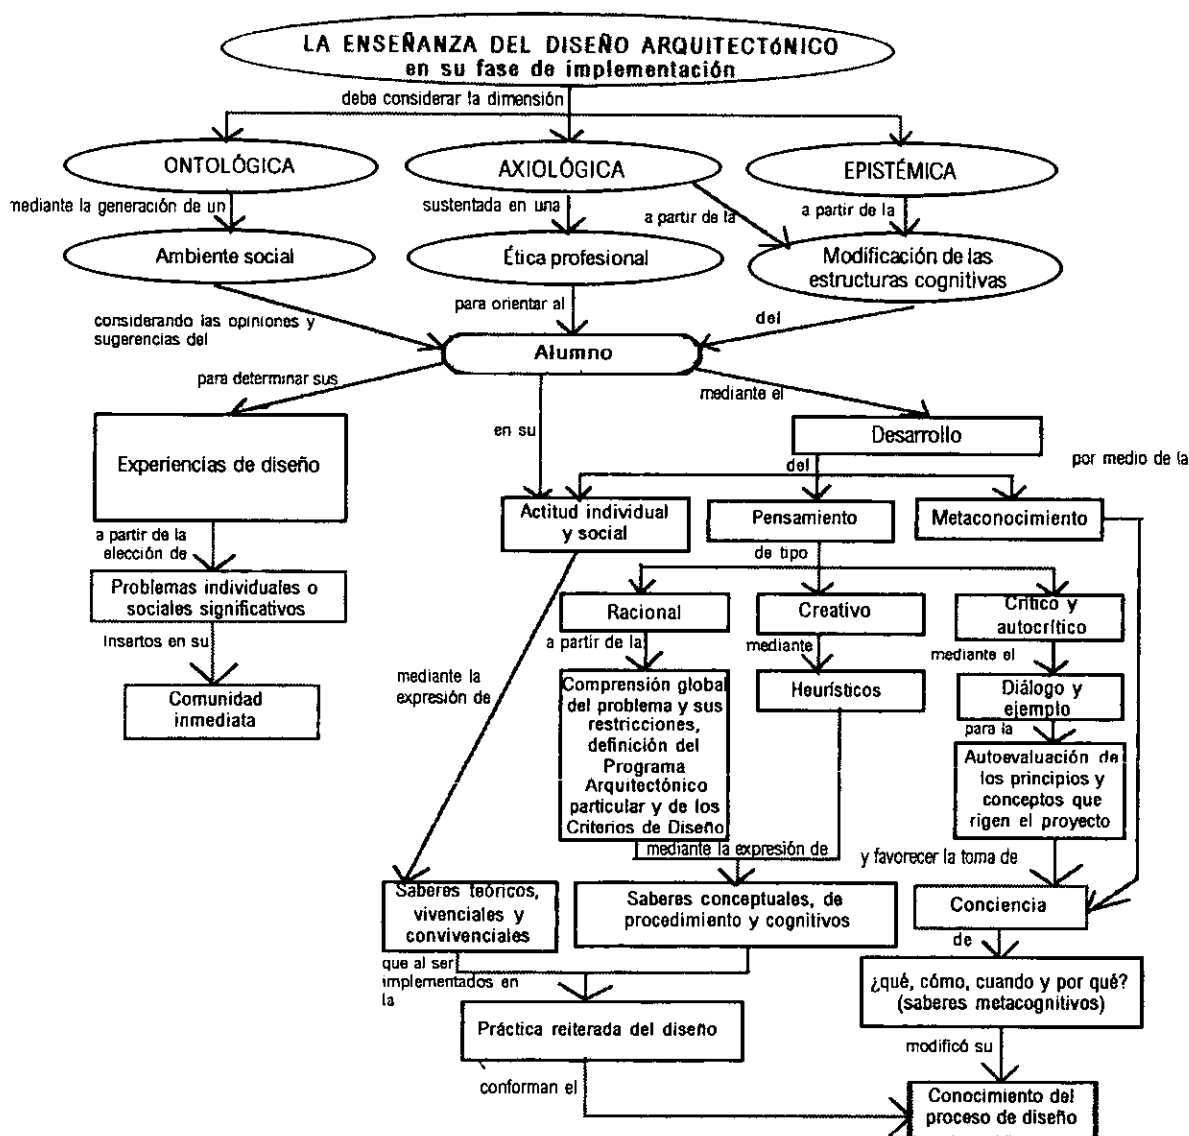 LA ENSEÑANZA DEL DISEÑO ARQUITECTÓNICO
en su fase de implementación
debe considerar la dimensión
ONTOLÓGICA
AXIOLÓGICA
EPISTÉMICA
mediante la generación de un
sustentada en una
a partir de la
a partir de la
Ambiente social
Ética profesional
Modificación de las
estructuras cognitivas
considerando las opiniones y
sugerencias del
para orientar al
del
Alumno
para determinar sus
en su
mediante el
Experiencias de diseño
Desarrollo
del
por medio de la
a partir de la
elección de
Actitud individual
y social
Pensamiento
Metaconocimiento
de tipo
Problemas individuales o
sociales significativos
Racional
Creativo
Crítico y
autocrítico
Insertos en su
a partir de la
mediante
mediante el
Comunidad
inmediata
mediante la
expresión de
Comprensión global
del problema y sus
restricciones,
definición del
Programa
Arquitectónico
particular y de los
Criterios de Diseño
Heurísticos
Diálogo y
ejemplo
para la
Autoevaluación de
los principios y
conceptos que
rigen el proyecto
mediante la expresión de
y favorecer la toma de
Saberes teóricos,
vivenciales y
convivenciales
Saberes conceptuales, de
procedimiento y cognitivos
Conciencia
de
que al ser
implementados en
la
¿qué, cómo, cuando y por qué?
(saberes metacognitivos)
Práctica reiterada del diseño
modificó su
conforman el
Conocimiento del
proceso de diseño